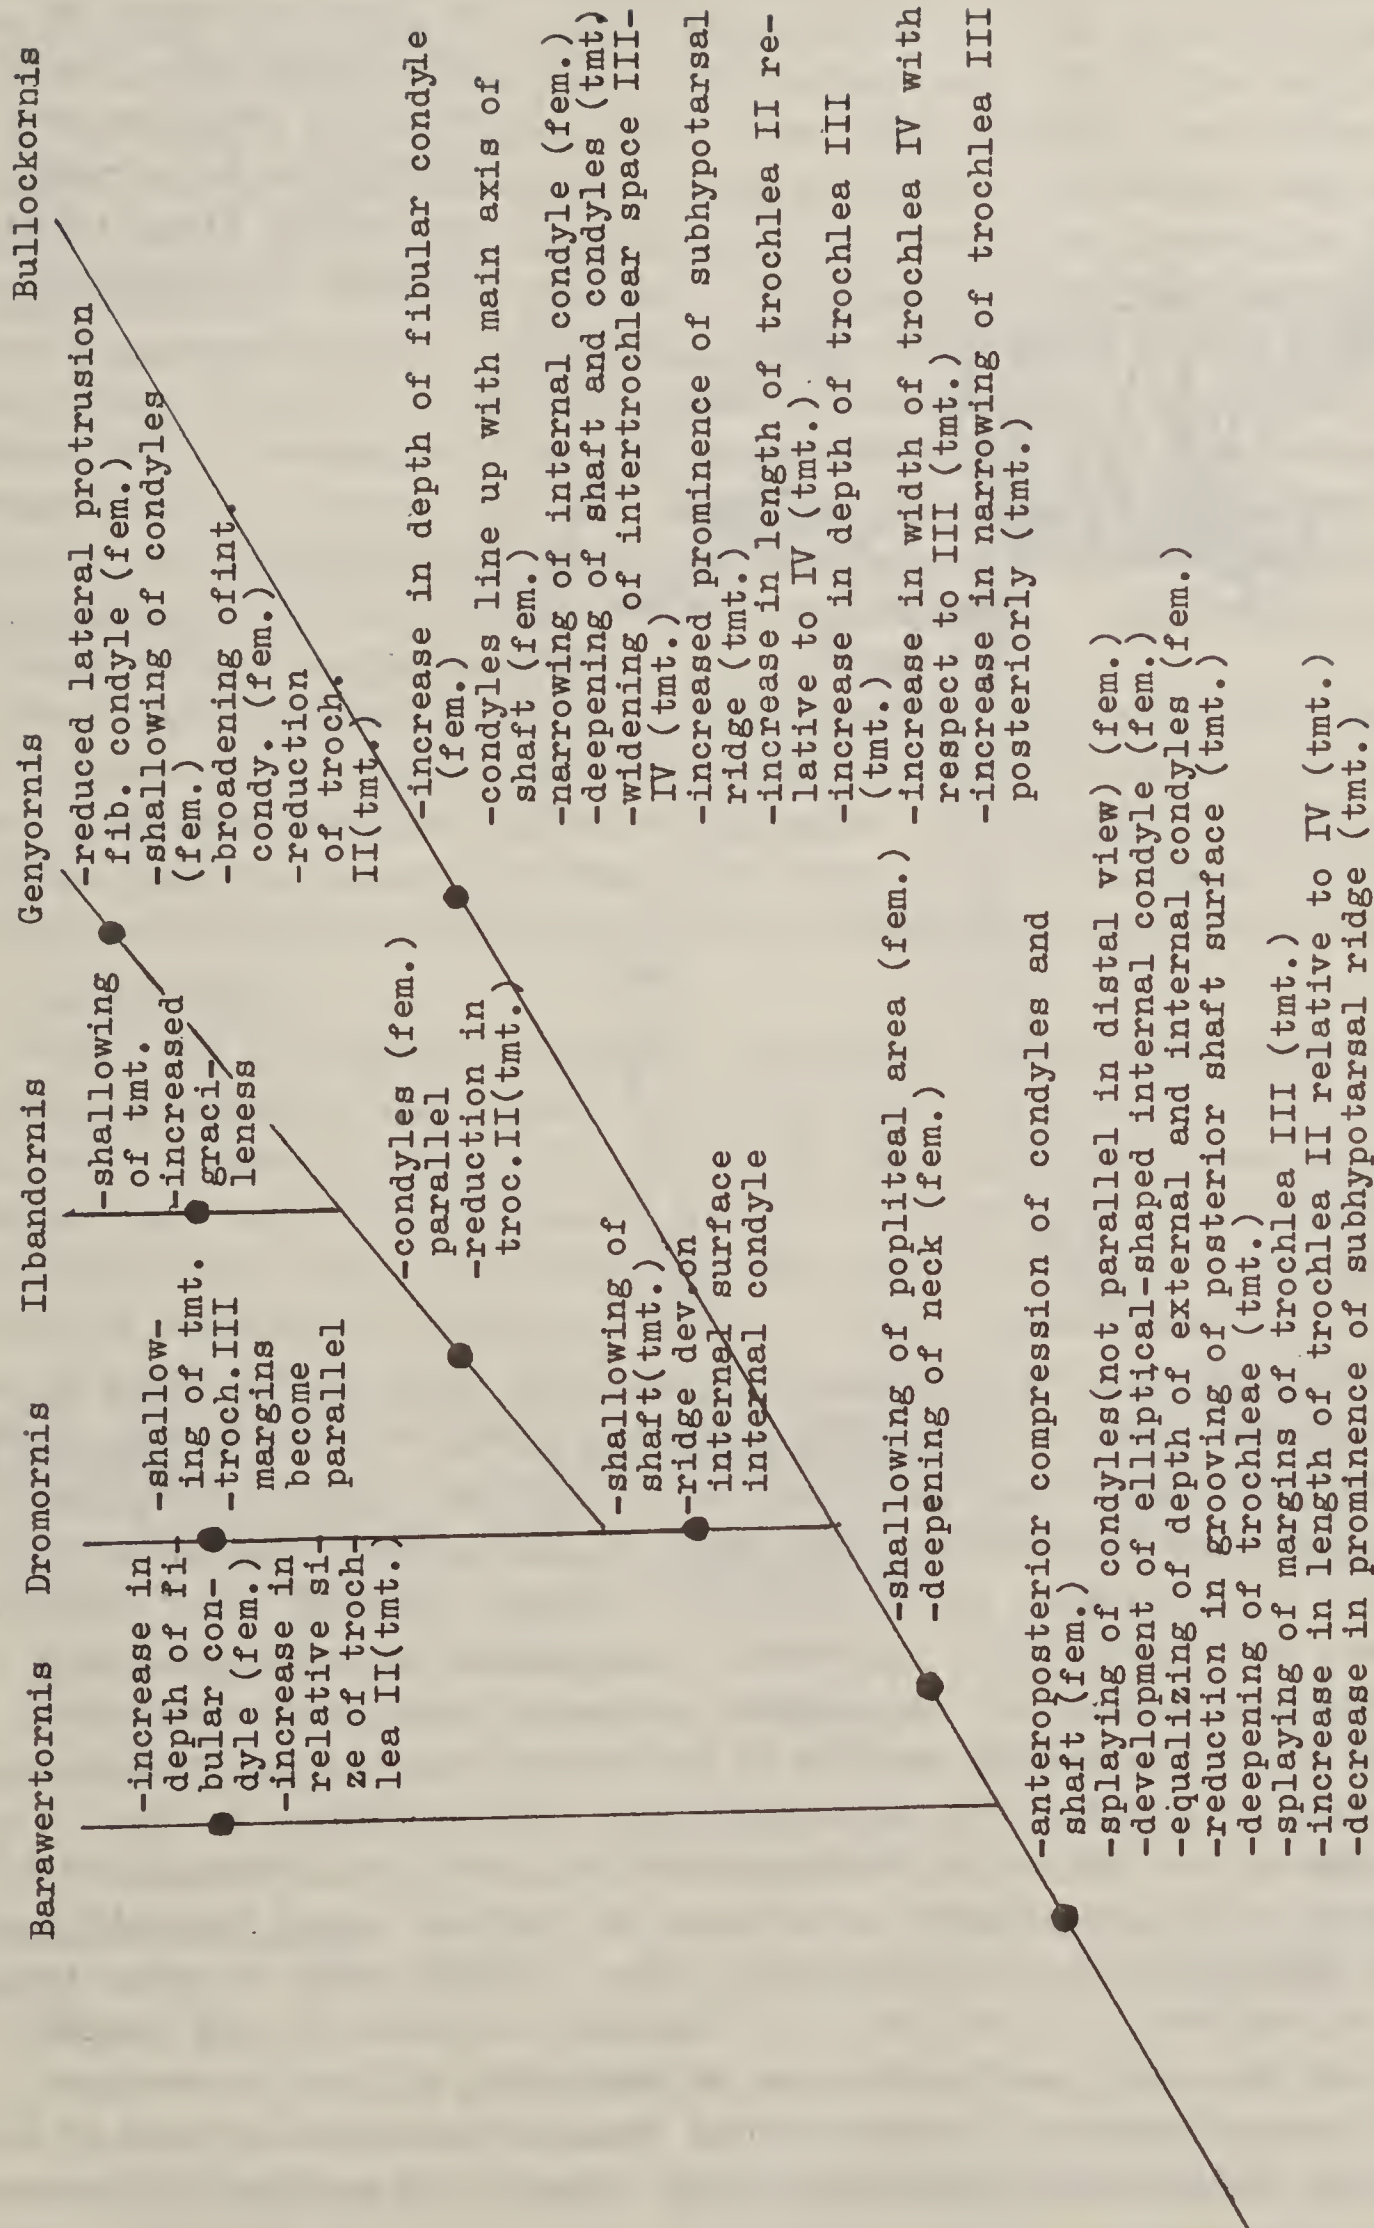 Barawertornis
Dromornis
Ilbandornis
Genyornis
Bullockornis
-increase in
depth of fi-
bular con-
dyle (fem.)
-increase in
relative si-
ze of troch-
lea II(tmt.)
-shallow-
ing of tmt.
-troch.III
margins
become
parallel
-shallowing
of tmt.
-increased
graci-
leness
-reduced lateral protrusion
fib. condyle (fem.)
-shallowing of condyles
(fem.)
-broadening ofint.
condy. (fem.)
-reduction
of troch.
II(tmt.)
-condyles (fem.)
parallel
-reduction in
troc.II(tmt.)
-shallowing of
shaft(tmt.)
-ridge dev.on
internal surface
internal condyle
-increase in depth of fibular condyle
(fem.)
-condyles line up with main axis of
shaft (fem.)
-narrowing of internal condyle (fem.)
-deepening of shaft and condyles (tmt)
-widening of intertrochlear space III-
IV (tmt.)
-increased prominence of subhypotarsal
ridge (tmt.)
-increase in length of trochlea II re-
lative to IV (tmt.)
-increase in depth of trochlea III
(tmt.)
-increase in width of trochlea IV with
respect to III (tmt.)
-increase in narrowing of trochlea III
posteriorly (tmt.)
-shallowing of popliteal area (fem.)
-deepening of neck (fem.)
-anteroposterior compression of condyles and
shaft (fem.)
-splaying of condyles(not parallel in distal view) (fem.)
-development of elliptical-shaped internal condyle (fem.)
-equalizing of depth of external and internal condyles (fem.)
-reduction in grooving of posterior shaft surface (tmt.)
-deepening of trochleae (tmt.)
-splaying of margins of trochlea III (tmt.)
-increase in length of trochlea II relative to IV (tmt.)
-decrease in prominence of subhypotarsal ridge (tmt.)